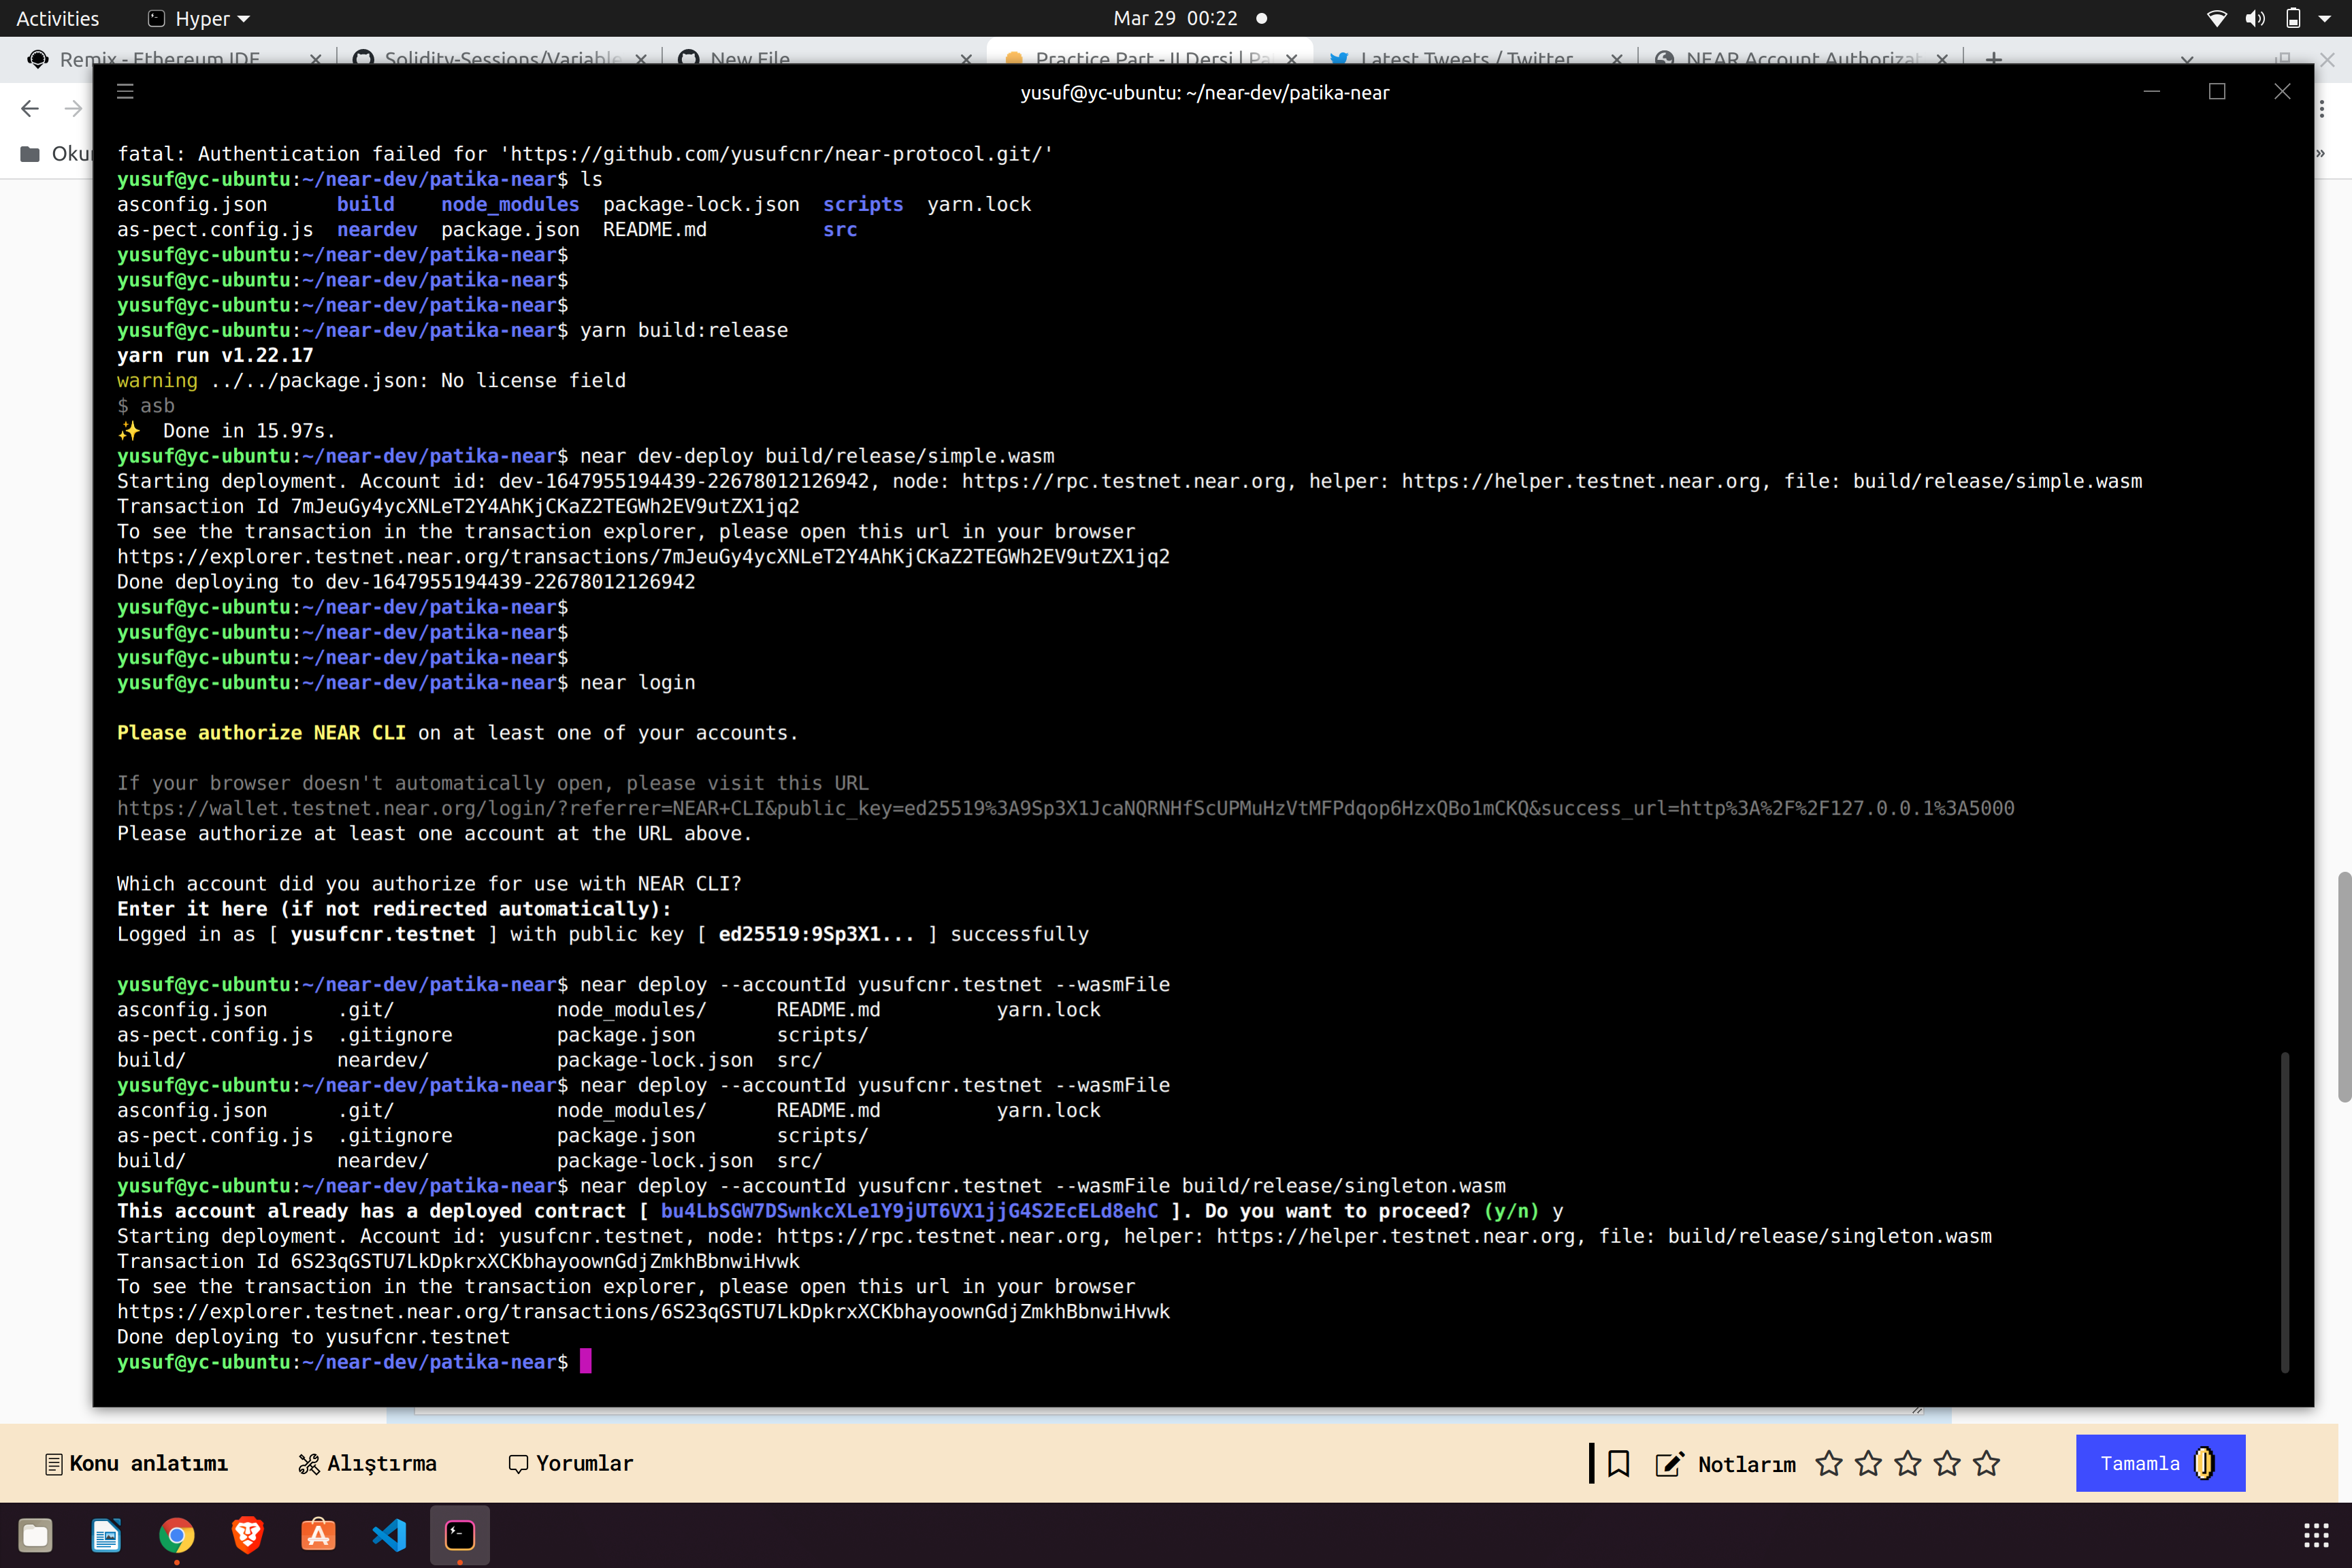 Activities Hyper Mar 29 00:22
Remix - Ethereum IDE Solidity-Sessions/Variable New File Practice Part - II Dersi | Pa Latest Tweets / Twitter NEAR Account Authorizat
yusuf@yc-ubuntu: ~/near-dev/patika-near
Oku
»
fatal: Authentication failed for 'https://github.com/yusufcnr/near-protocol.git/'
yusuf@yc-ubuntu:~/near-dev/patika-near$ ls
asconfig.json build node_modules package-lock.json scripts yarn.lock
as-pect.config.js neardev package.json README.md src
yusuf@yc-ubuntu:~/near-dev/patika-near$
yusuf@yc-ubuntu:~/near-dev/patika-near$
yusuf@yc-ubuntu:~/near-dev/patika-near$
yusuf@yc-ubuntu:~/near-dev/patika-near$ yarn build:release
yarn run v1.22.17
warning ../../package.json: No license field
$ asb
✨ Done in 15.97s.
yusuf@yc-ubuntu:~/near-dev/patika-near$ near dev-deploy build/release/simple.wasm
Starting deployment. Account id: dev-1647955194439-22678012126942, node: https://rpc.testnet.near.org, helper: https://helper.testnet.near.org, file: build/release/simple.wasm
Transaction Id 7mJeuGy4ycXNLeT2Y4AhKjCKaZ2TEGWh2EV9utZX1jq2
To see the transaction in the transaction explorer, please open this url in your browser
https://explorer.testnet.near.org/transactions/7mJeuGy4ycXNLeT2Y4AhKjCKaZ2TEGWh2EV9utZX1jq2
Done deploying to dev-1647955194439-22678012126942
yusuf@yc-ubuntu:~/near-dev/patika-near$
yusuf@yc-ubuntu:~/near-dev/patika-near$
yusuf@yc-ubuntu:~/near-dev/patika-near$
yusuf@yc-ubuntu:~/near-dev/patika-near$ near login
Please authorize NEAR CLI on at least one of your accounts.
If your browser doesn't automatically open, please visit this URL
https://wallet.testnet.near.org/login/?referrer=NEAR+CLI&public_key=ed25519%3A9Sp3X1JcaNQRNHfScUPMuHzVtMFPdqop6HzxQBo1mCKQ&success_url=http%3A%2F%2F127.0.0.1%3A5000
Please authorize at least one account at the URL above.
Which account did you authorize for use with NEAR CLI?
Enter it here (if not redirected automatically):
Logged in as [ yusufcnr.testnet ] with public key [ ed25519:9Sp3X1... ] successfully
yusuf@yc-ubuntu:~/near-dev/patika-near$ near deploy --accountId yusufcnr.testnet --wasmFile
asconfig.json .git/ node_modules/ README.md yarn.lock
as-pect.config.js .gitignore package.json scripts/
build/ neardev/ package-lock.json src/
yusuf@yc-ubuntu:~/near-dev/patika-near$ near deploy --accountId yusufcnr.testnet --wasmFile
asconfig.json .git/ node_modules/ README.md yarn.lock
as-pect.config.js .gitignore package.json scripts/
build/ neardev/ package-lock.json src/
yusuf@yc-ubuntu:~/near-dev/patika-near$ near deploy --accountId yusufcnr.testnet --wasmFile build/release/singleton.wasm
This account already has a deployed contract [ bu4LbSGW7DSwnkcXLe1Y9jUT6VX1jjG4S2EcELd8ehC ]. Do you want to proceed? (y/n) y
Starting deployment. Account id: yusufcnr.testnet, node: https://rpc.testnet.near.org, helper: https://helper.testnet.near.org, file: build/release/singleton.wasm
Transaction Id 6S23qGSTU7LkDpkrxXCKbhayoownGdjZmkhBbnwiHvwk
To see the transaction in the transaction explorer, please open this url in your browser
https://explorer.testnet.near.org/transactions/6S23qGSTU7LkDpkrxXCKbhayoownGdjZmkhBbnwiHvwk
Done deploying to yusufcnr.testnet
yusuf@yc-ubuntu:~/near-dev/patika-near$
Konu anlatımı Alıştırma Yorumlar Notlarım Tamamla